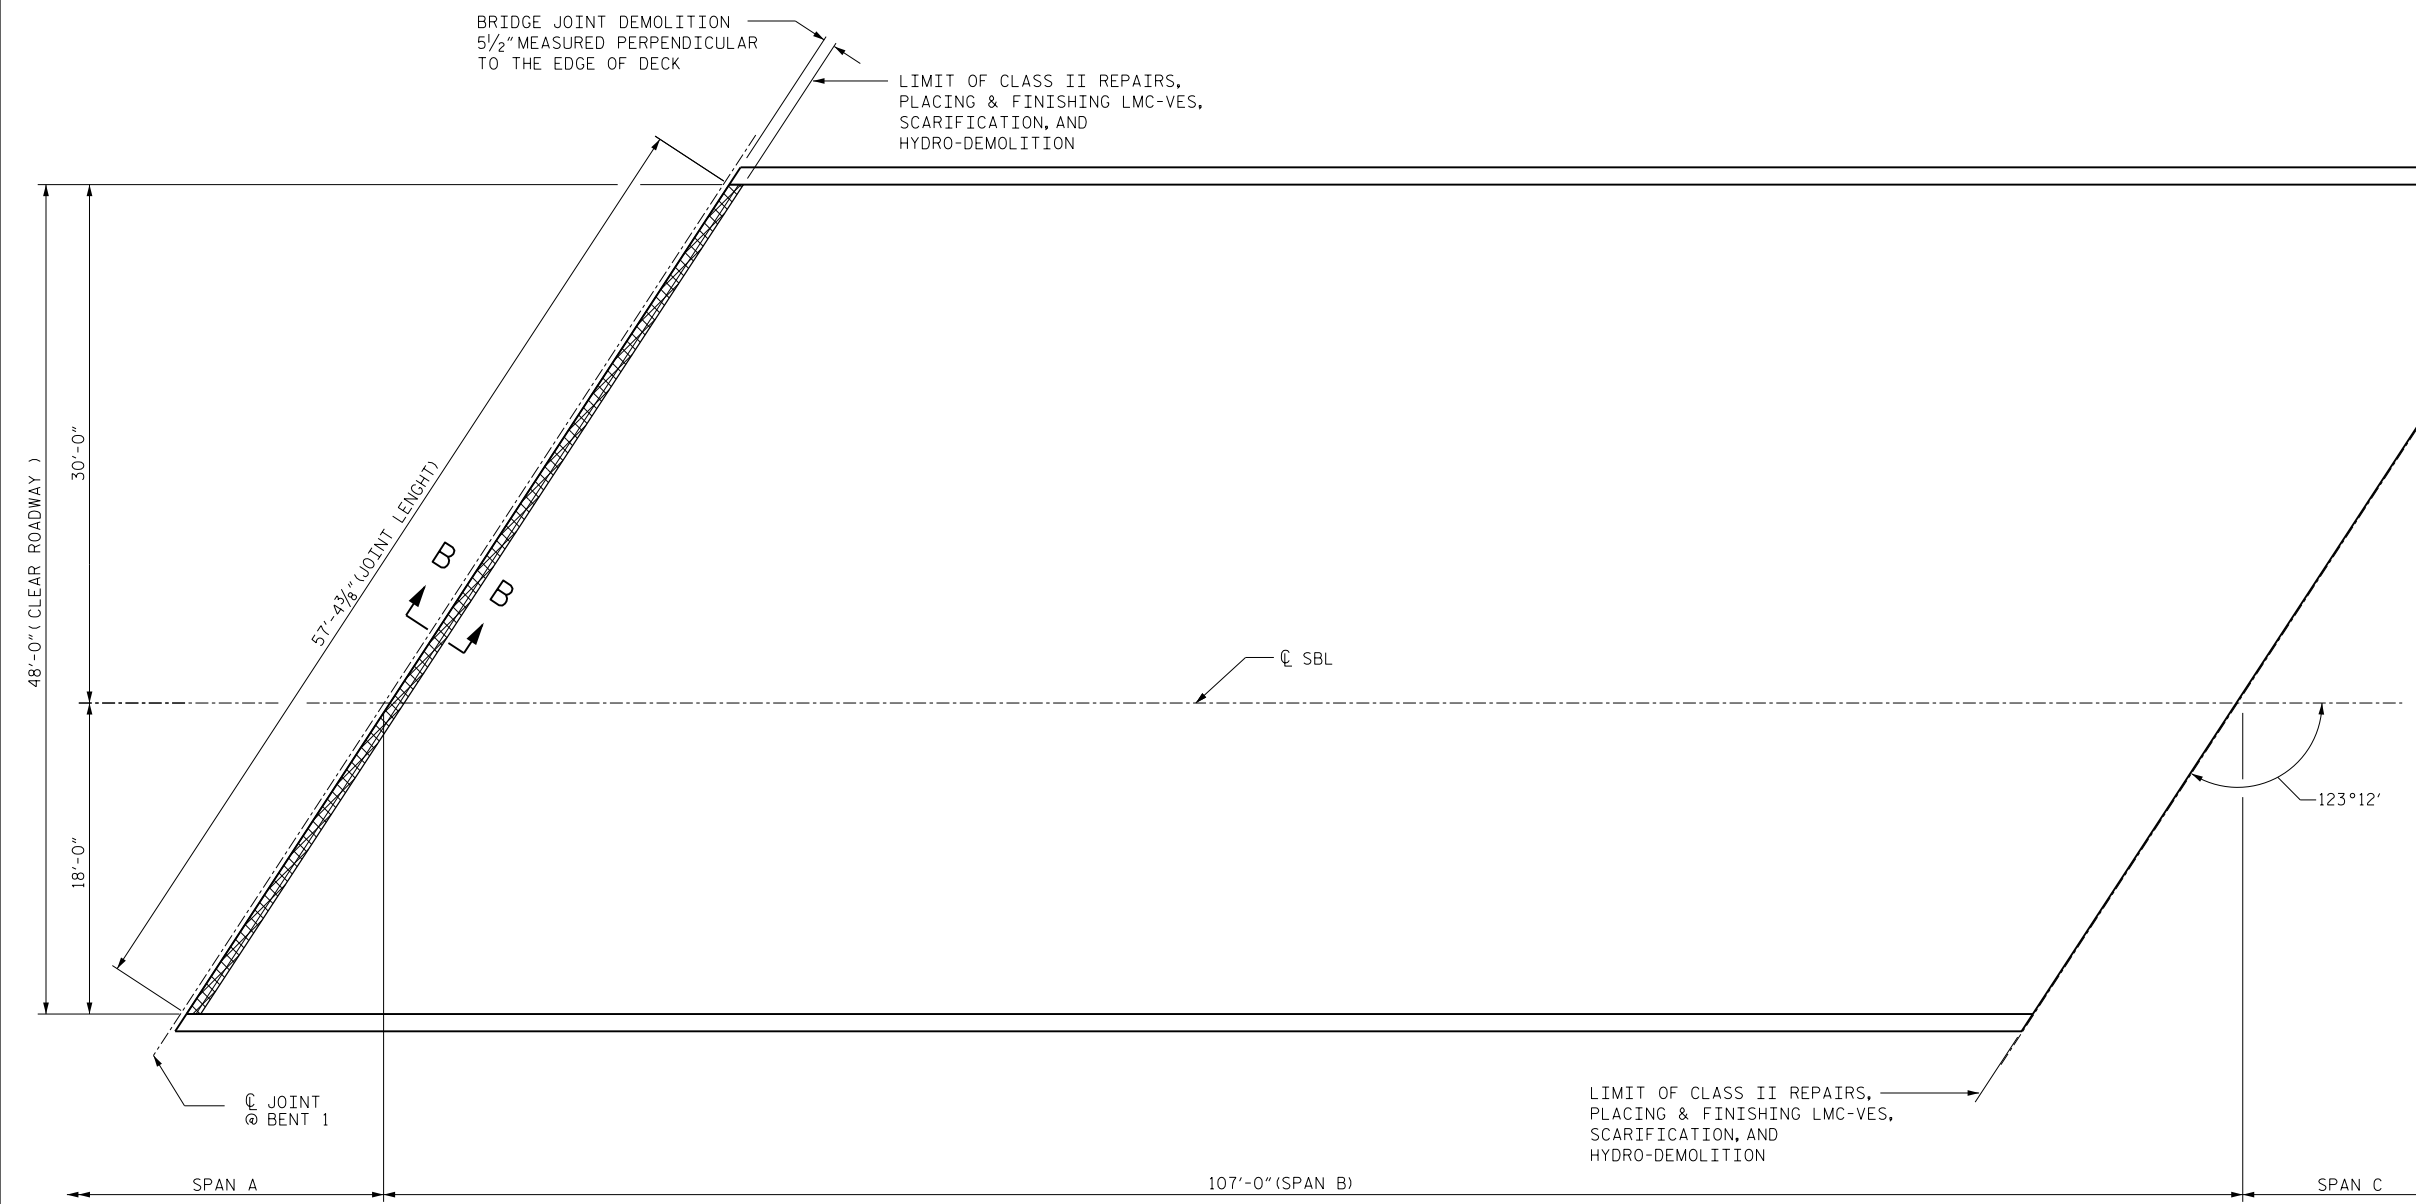 BRIDGE JOINT DEMOLITION
5½" MEASURED PERPENDICULAR
TO THE EDGE OF DECK
LIMIT OF CLASS II REPAIRS,
PLACING & FINISHING LMC-VES,
SCARIFICATION, AND
HYDRO-DEMOLITION
48'-0" ( CLEAR ROADWAY )
30'-0"
57'-4⅜" (JOINT LENGHT)
B
B
℄ SBL
18'-0"
123°12'
℄ JOINT
@ BENT 1
LIMIT OF CLASS II REPAIRS,
PLACING & FINISHING LMC-VES,
SCARIFICATION, AND
HYDRO-DEMOLITION
SPAN A
107'-0" (SPAN B)
SPAN C